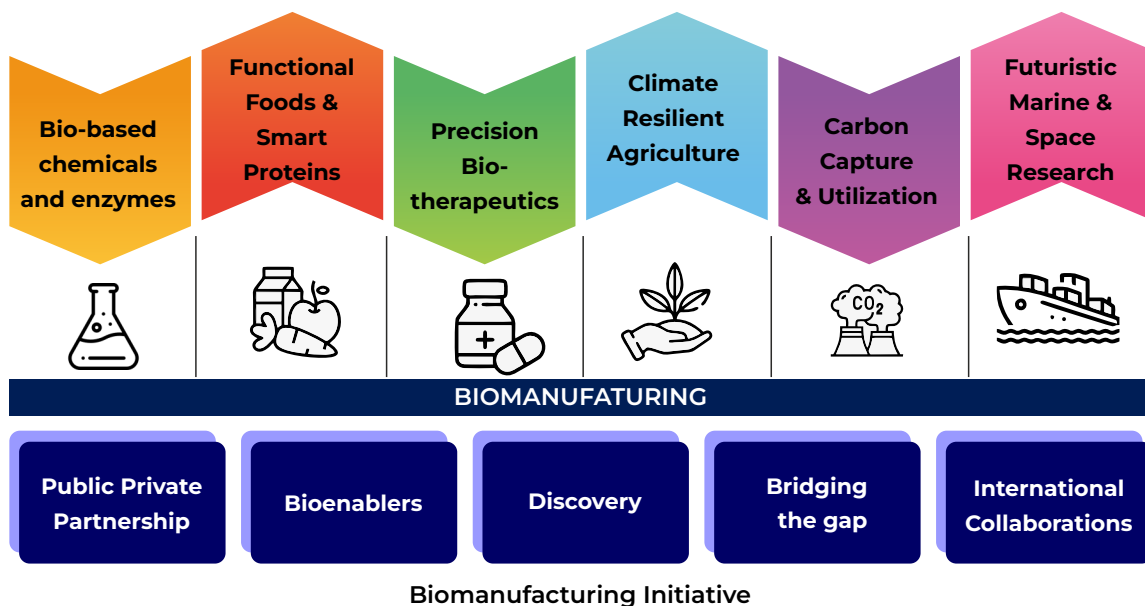 Bio-based
chemicals
and enzymes
Functional
Foods &
Smart
Proteins
Precision
Bio-
therapeutics
Climate
Resilient
Agriculture
Carbon
Capture
& Utilization
Futuristic
Marine &
Space
Research
CO2
BIOMANUFATURING
Public Private
Partnership
Bioenablers
Discovery
Bridging
the gap
International
Collaborations
Biomanufacturing Initiative